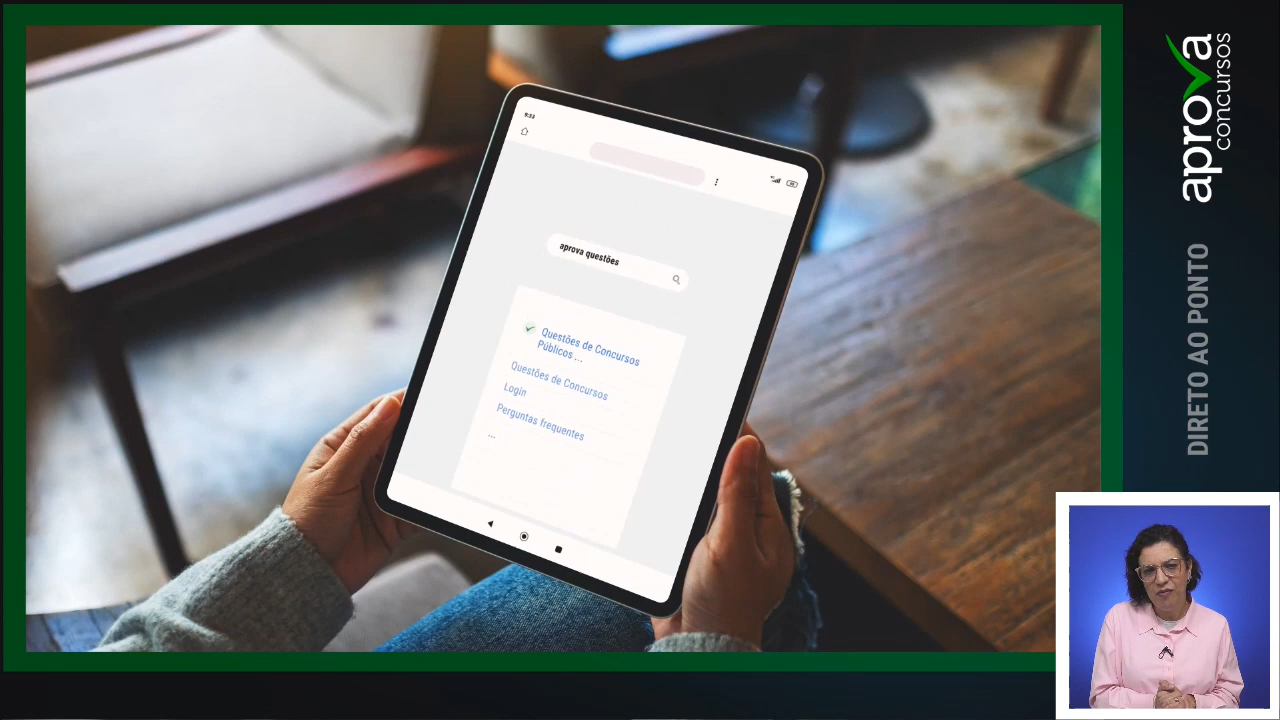 9:33
aprova questões
Questões de Concursos
Públicos ...
Questões de Concursos
Login
Perguntas frequentes
...
aprova
concursos
DIRETO AO PONTO